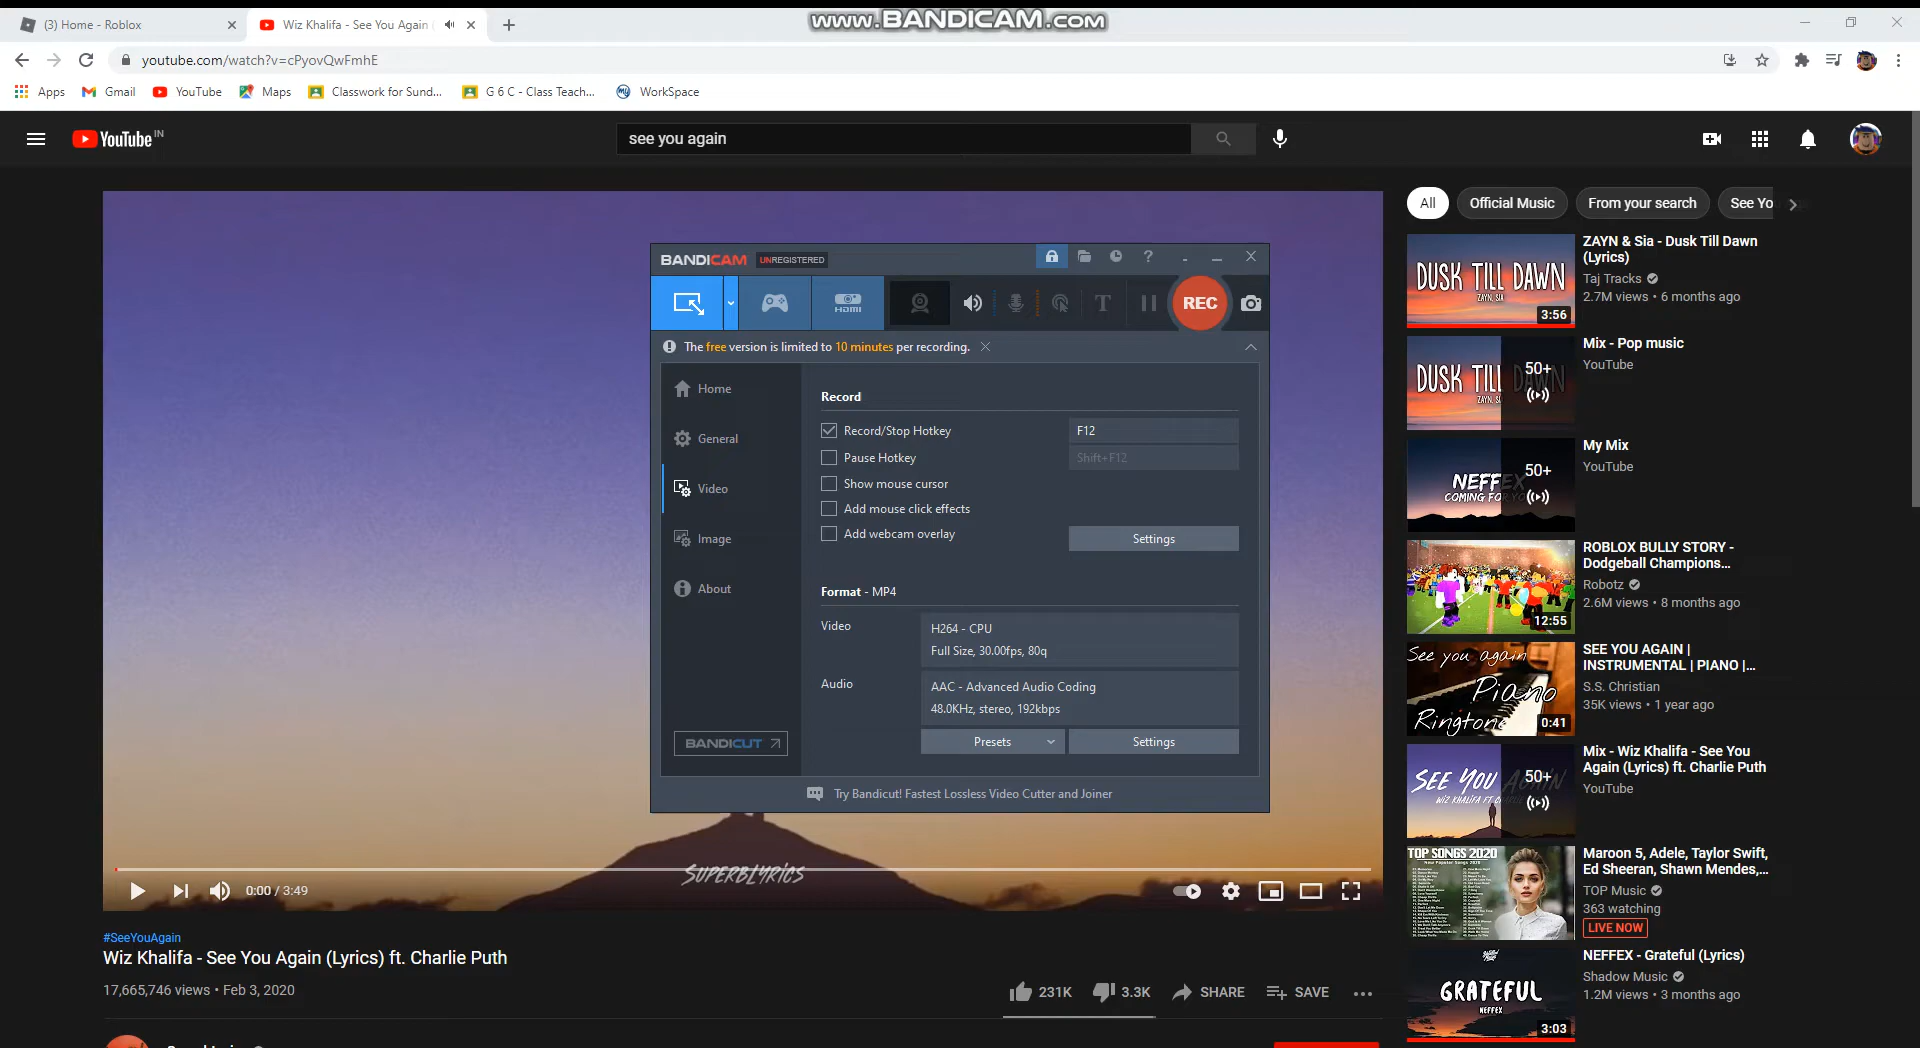 (3) Home - Roblox
Wiz Khalifa - See You Again
www.BANDICAM.com
youtube.com/watch?v=cPyovQwFmhE
Apps
Gmail
YouTube
Maps
Classwork for Sund...
G 6 C - Class Teach...
WorkSpace
YouTube IN
see you again
All
Official Music
From your search
See Yo
BANDICAM UNREGISTERED
HDMI
REC
The free version is limited to 10 minutes per recording.
Home
General
Video
Image
About
BANDICUT
Record
Record/Stop Hotkey
F12
Pause Hotkey
Shift+F12
Show mouse cursor
Add mouse click effects
Add webcam overlay
Settings
Format - MP4
Video
H264 - CPU
Full Size, 30.00fps, 80q
Audio
AAC - Advanced Audio Coding
48.0KHz, stereo, 192kbps
Presets
Settings
Try Bandicut! Fastest Lossless Video Cutter and Joiner
SUPERBLYRICS
0:00 / 3:49
#SeeYouAgain
Wiz Khalifa - See You Again (Lyrics) ft. Charlie Puth
17,665,746 views • Feb 3, 2020
231K
3.3K
SHARE
SAVE
DUSK TILL DAWN
ZAYN, SIA
3:56
ZAYN & Sia - Dusk Till Dawn
(Lyrics)
Taj Tracks
2.7M views • 6 months ago
DUSK TILL DAWN
50+
Mix - Pop music
YouTube
NEFFEX
COMING FOR YOU
50+
My Mix
YouTube
12:55
ROBLOX BULLY STORY -
Dodgeball Champions...
Robotz
2.6M views • 8 months ago
See you again
Piano
Ringtone
0:41
SEE YOU AGAIN |
INSTRUMENTAL | PIANO |...
S.S. Christian
35K views • 1 year ago
SEE YOU AGAIN
WIZ KHALIFA FT C
50+
Mix - Wiz Khalifa - See You
Again (Lyrics) ft. Charlie Puth
YouTube
TOP SONGS 2020
Maroon 5, Adele, Taylor Swift,
Ed Sheeran, Shawn Mendes,...
TOP Music
363 watching
LIVE NOW
GRATEFUL
NEFFEX
3:03
NEFFEX - Grateful (Lyrics)
Shadow Music
1.2M views • 3 months ago